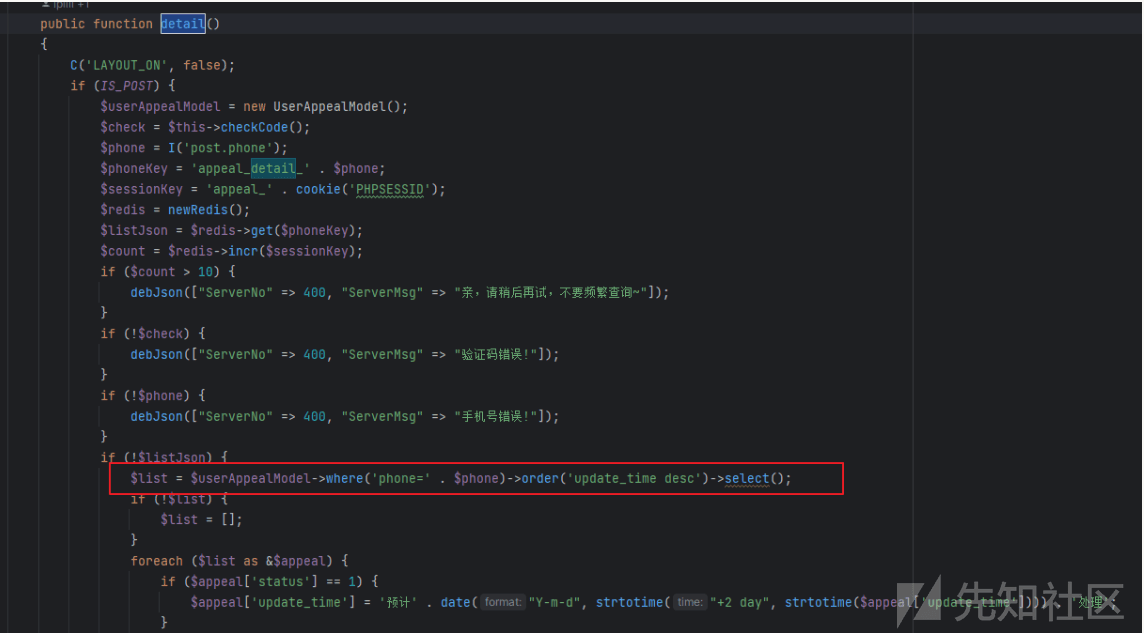 public function detail()
{
C('LAYOUT_ON', false);
if (IS_POST) {
$userAppealModel = new UserAppealModel();
$check = $this->checkCode();
$phone = I('post.phone');
$phoneKey = 'appeal_detail_' . $phone;
$sessionKey = 'appeal_' . cookie('PHPSESSID');
$redis = newRedis();
$listJson = $redis->get($phoneKey);
$count = $redis->incr($sessionKey);
if ($count > 10) {
debJson(["ServerNo" => 400, "ServerMsg" => "亲，请稍后再试，不要频繁查询~"]);
}
if (!$check) {
debJson(["ServerNo" => 400, "ServerMsg" => "验证码错误!"]);
}
if (!$phone) {
debJson(["ServerNo" => 400, "ServerMsg" => "手机号错误!"]);
}
if (!$listJson) {
$list = $userAppealModel->where('phone=' . $phone)->order('update_time desc')->select();
if (!$list) {
$list = [];
}
foreach ($list as &$appeal) {
if ($appeal['status'] == 1) {
$appeal['update_time'] = '预计' . date( format: "Y-m-d", strtotime( time: "+2 day", strtotime($appeal['update_time']))) . '处理';
}
先知社区